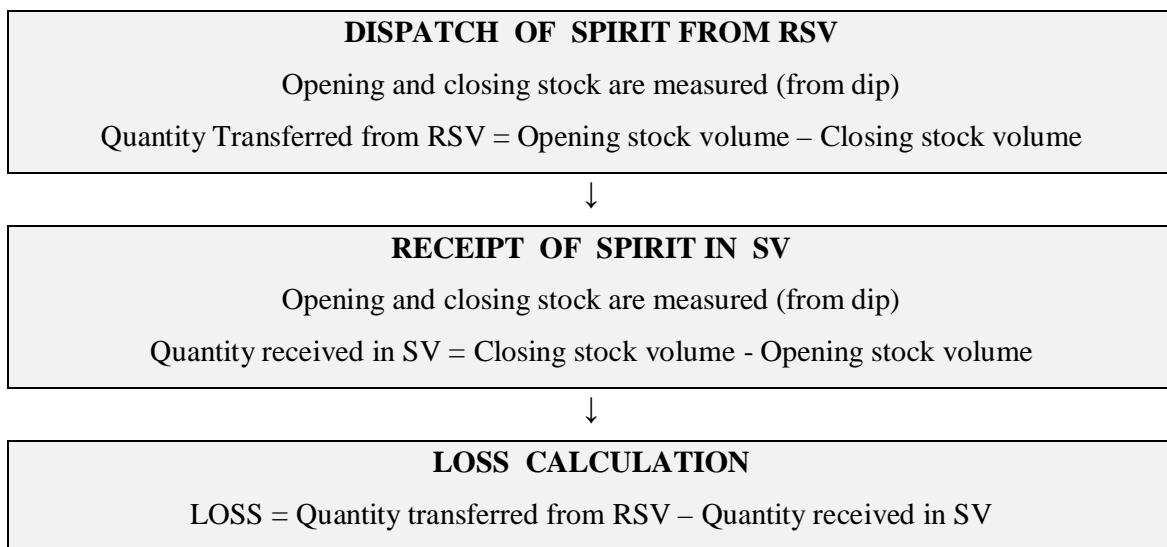 DISPATCH OF SPIRIT FROM RSV
Opening and closing stock are measured (from dip)
Quantity Transferred from RSV = Opening stock volume – Closing stock volume
↓
RECEIPT OF SPIRIT IN SV
Opening and closing stock are measured (from dip)
Quantity received in SV = Closing stock volume - Opening stock volume
↓
LOSS CALCULATION
LOSS = Quantity transferred from RSV – Quantity received in SV